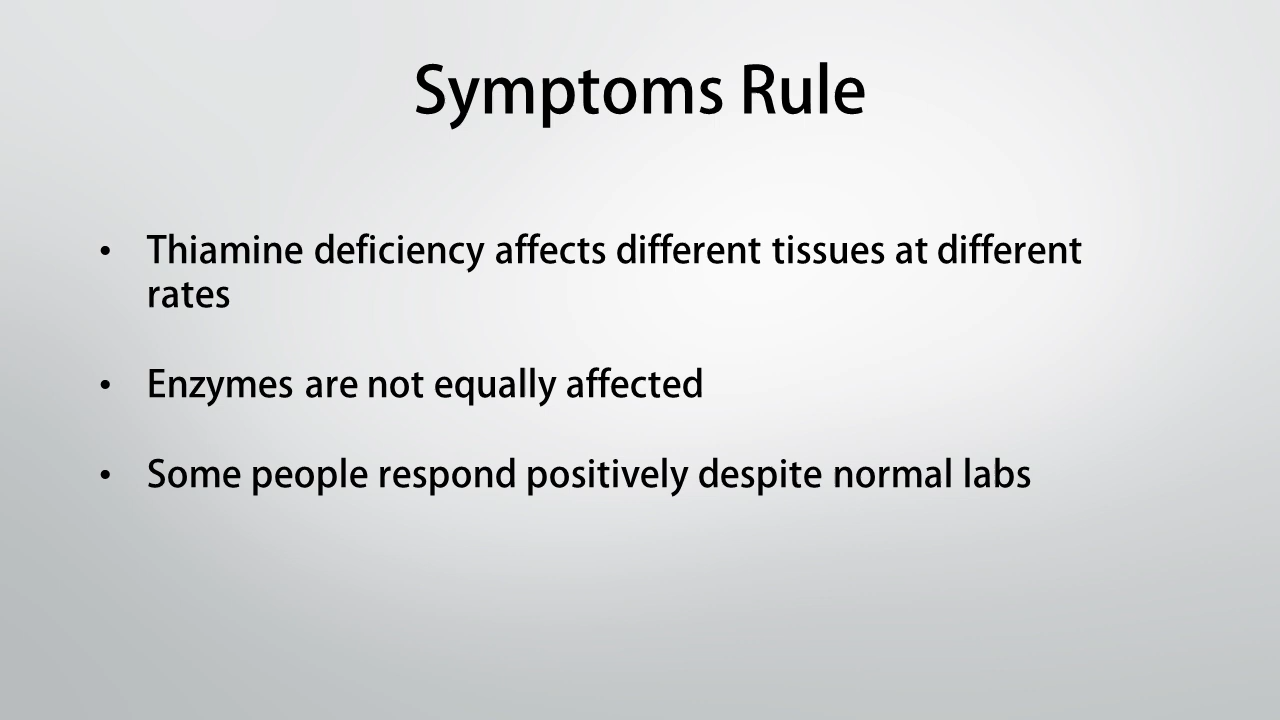 Symptoms Rule
• Thiamine deficiency affects different tissues at different
rates
• Enzymes are not equally affected
• Some people respond positively despite normal labs